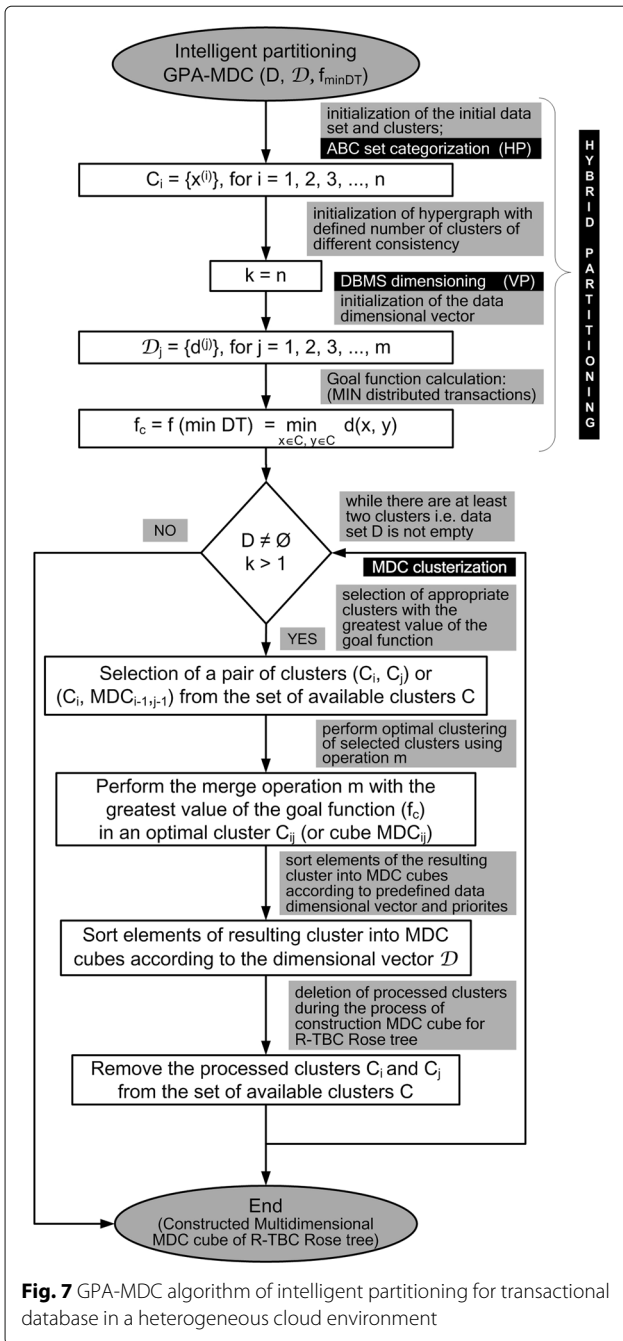 Intelligent partitioning
GPA-MDC (D, 𝒟, f_minDT)
initialization of the initial data
set and clusters;
ABC set categorization (HP)
C_i = {x^(i)}, for i = 1, 2, 3, ..., n
initialization of hypergraph with
defined number of clusters of
different consistency
k = n
DBMS dimensioning (VP)
initialization of the data
dimensional vector
𝒟_j = {d^(j)}, for j = 1, 2, 3, ..., m
Goal function calculation:
(MIN distributed transactions)
f_c = f (min DT) = min d(x, y)
x∈C, y∈C
HYBRID PARTITIONING
NO
D ≠ Ø
k > 1
while there are at least
two clusters i.e. data
set D is not empty
MDC clusterization
selection of appropriate
clusters with the
greatest value of the
goal function
YES
Selection of a pair of clusters (C_i, C_j) or
(C_i, MDC_i-1,j-1) from the set of available clusters C
perform optimal clustering
of selected clusters using
operation m
Perform the merge operation m with the
greatest value of the goal function (f_c)
in an optimal cluster C_ij (or cube MDC_ij)
sort elements of the resulting
cluster into MDC cubes
according to predefined data
dimensional vector and priorites
Sort elements of resulting cluster into MDC
cubes according to the dimensional vector 𝒟
deletion of processed clusters
during the process of
construction MDC cube for
R-TBC Rose tree
Remove the processed clusters C_i and C_j
from the set of available clusters C
End
(Constructed Multidimensional
MDC cube of R-TBC Rose tree)
Fig. 7 GPA-MDC algorithm of intelligent partitioning for transactional
database in a heterogeneous cloud environment